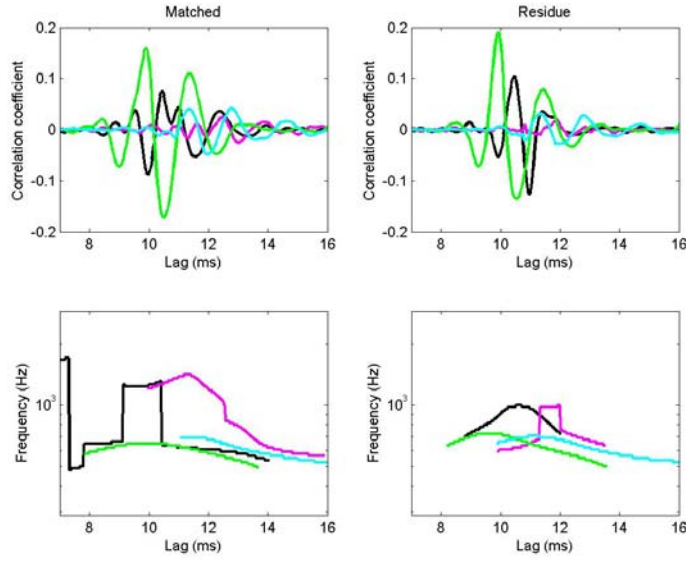 Matched
Residue
Correlation coefficient
0.2
0.1
0
-0.1
-0.2
8 10 12 14 16
Lag (ms)
Correlation coefficient
0.2
0.1
0
-0.1
-0.2
8 10 12 14 16
Lag (ms)
Frequency (Hz)
10³
8 10 12 14 16
Lag (ms)
Frequency (Hz)
10³
8 10 12 14 16
Lag (ms)